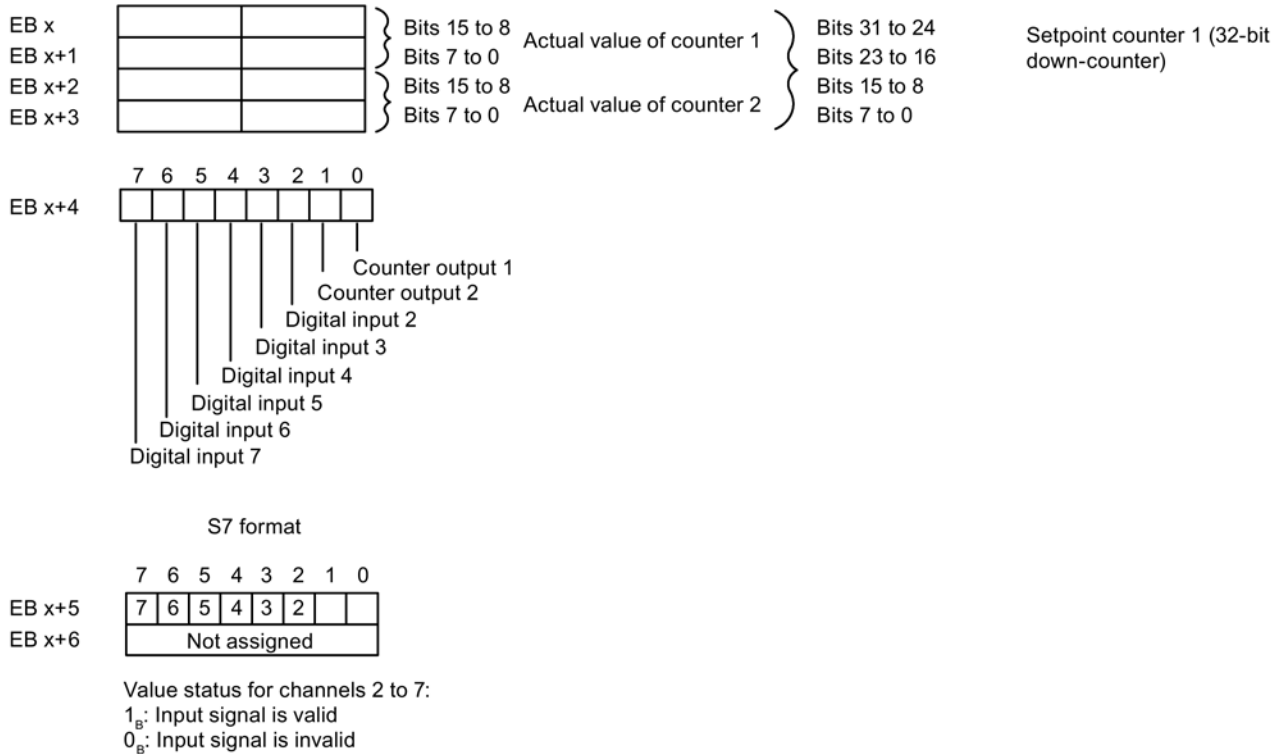 EB x
EB x+1
EB x+2
EB x+3
Bits 15 to 8
Bits 7 to 0
Bits 15 to 8
Bits 7 to 0
Actual value of counter 1
Actual value of counter 2
Bits 31 to 24
Bits 23 to 16
Bits 15 to 8
Bits 7 to 0
Setpoint counter 1 (32-bit
down-counter)
7 6 5 4 3 2 1 0
EB x+4
Counter output 1
Counter output 2
Digital input 2
Digital input 3
Digital input 4
Digital input 5
Digital input 6
Digital input 7
S7 format
7 6 5 4 3 2 1 0
EB x+5 7 6 5 4 3 2
EB x+6 Not assigned
Value status for channels 2 to 7:
1B: Input signal is valid
0B: Input signal is invalid